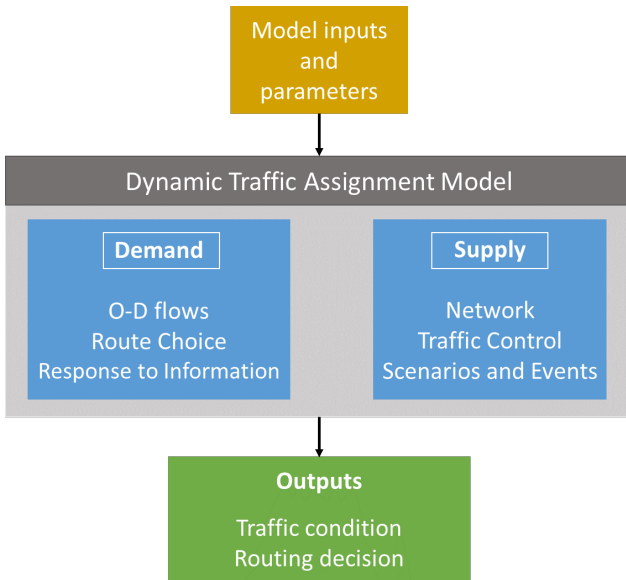 Model inputs
and
parameters
Dynamic Traffic Assignment Model
Demand
O-D flows
Route Choice
Response to Information
Supply
Network
Traffic Control
Scenarios and Events
Outputs
Traffic condition
Routing decision